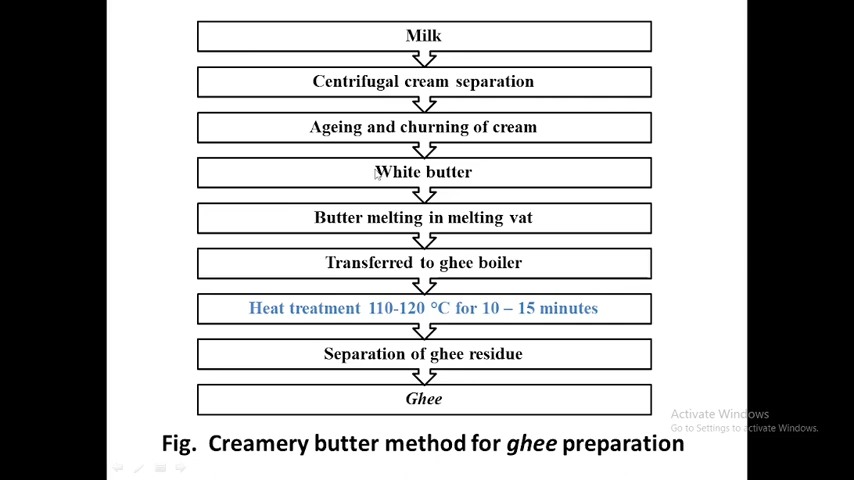 Milk
Centrifugal cream separation
Ageing and churning of cream
White butter
Butter melting in melting vat
Transferred to ghee boiler
Heat treatment 110-120 °C for 10 – 15 minutes
Separation of ghee residue
Ghee
Activate Windows
Go to Settings to activate Windows.
Fig. Creamery butter method for ghee preparation